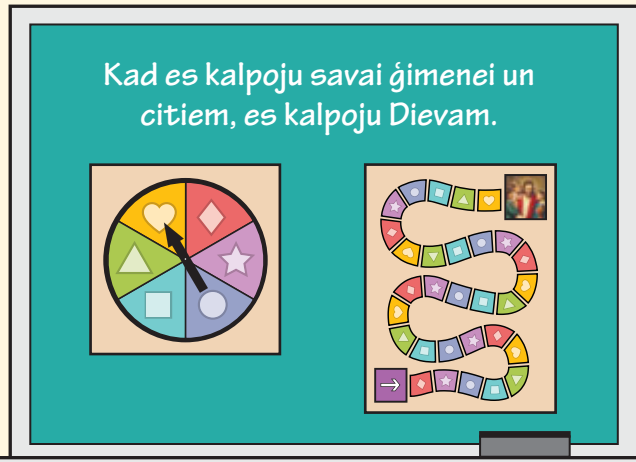 Kad es kalpoju savai ģimenei un
citiem, es kalpoju Dievam.